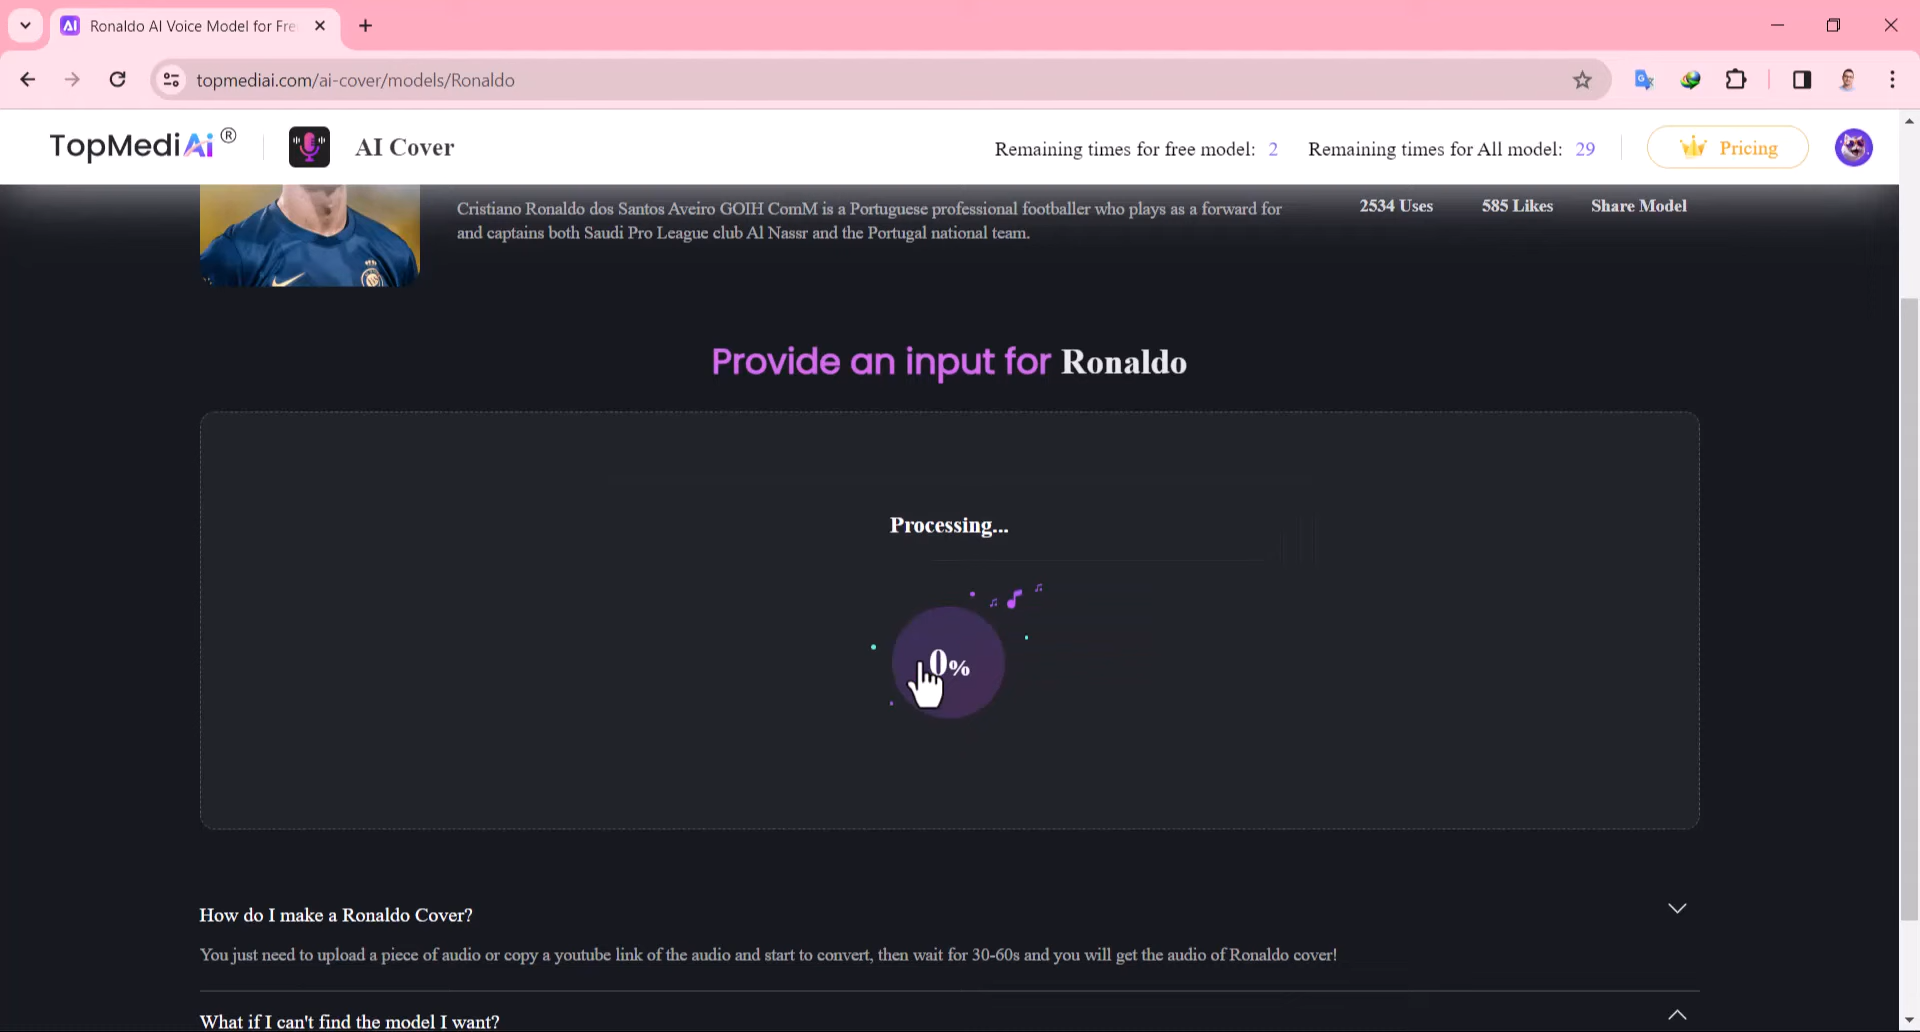 Ronaldo AI Voice Model for Fre
topmediai.com/ai-cover/models/Ronaldo
TopMediAi®
AI Cover
Remaining times for free model: 2
Remaining times for All model: 29
Pricing
Cristiano Ronaldo dos Santos Aveiro GOIH ComM is a Portuguese professional footballer who plays as a forward for
and captains both Saudi Pro League club Al Nassr and the Portugal national team.
2534 Uses
585 Likes
Share Model
Provide an input for Ronaldo
Processing...
0%
How do I make a Ronaldo Cover?
You just need to upload a piece of audio or copy a youtube link of the audio and start to convert, then wait for 30-60s and you will get the audio of Ronaldo cover!
What if I can't find the model I want?